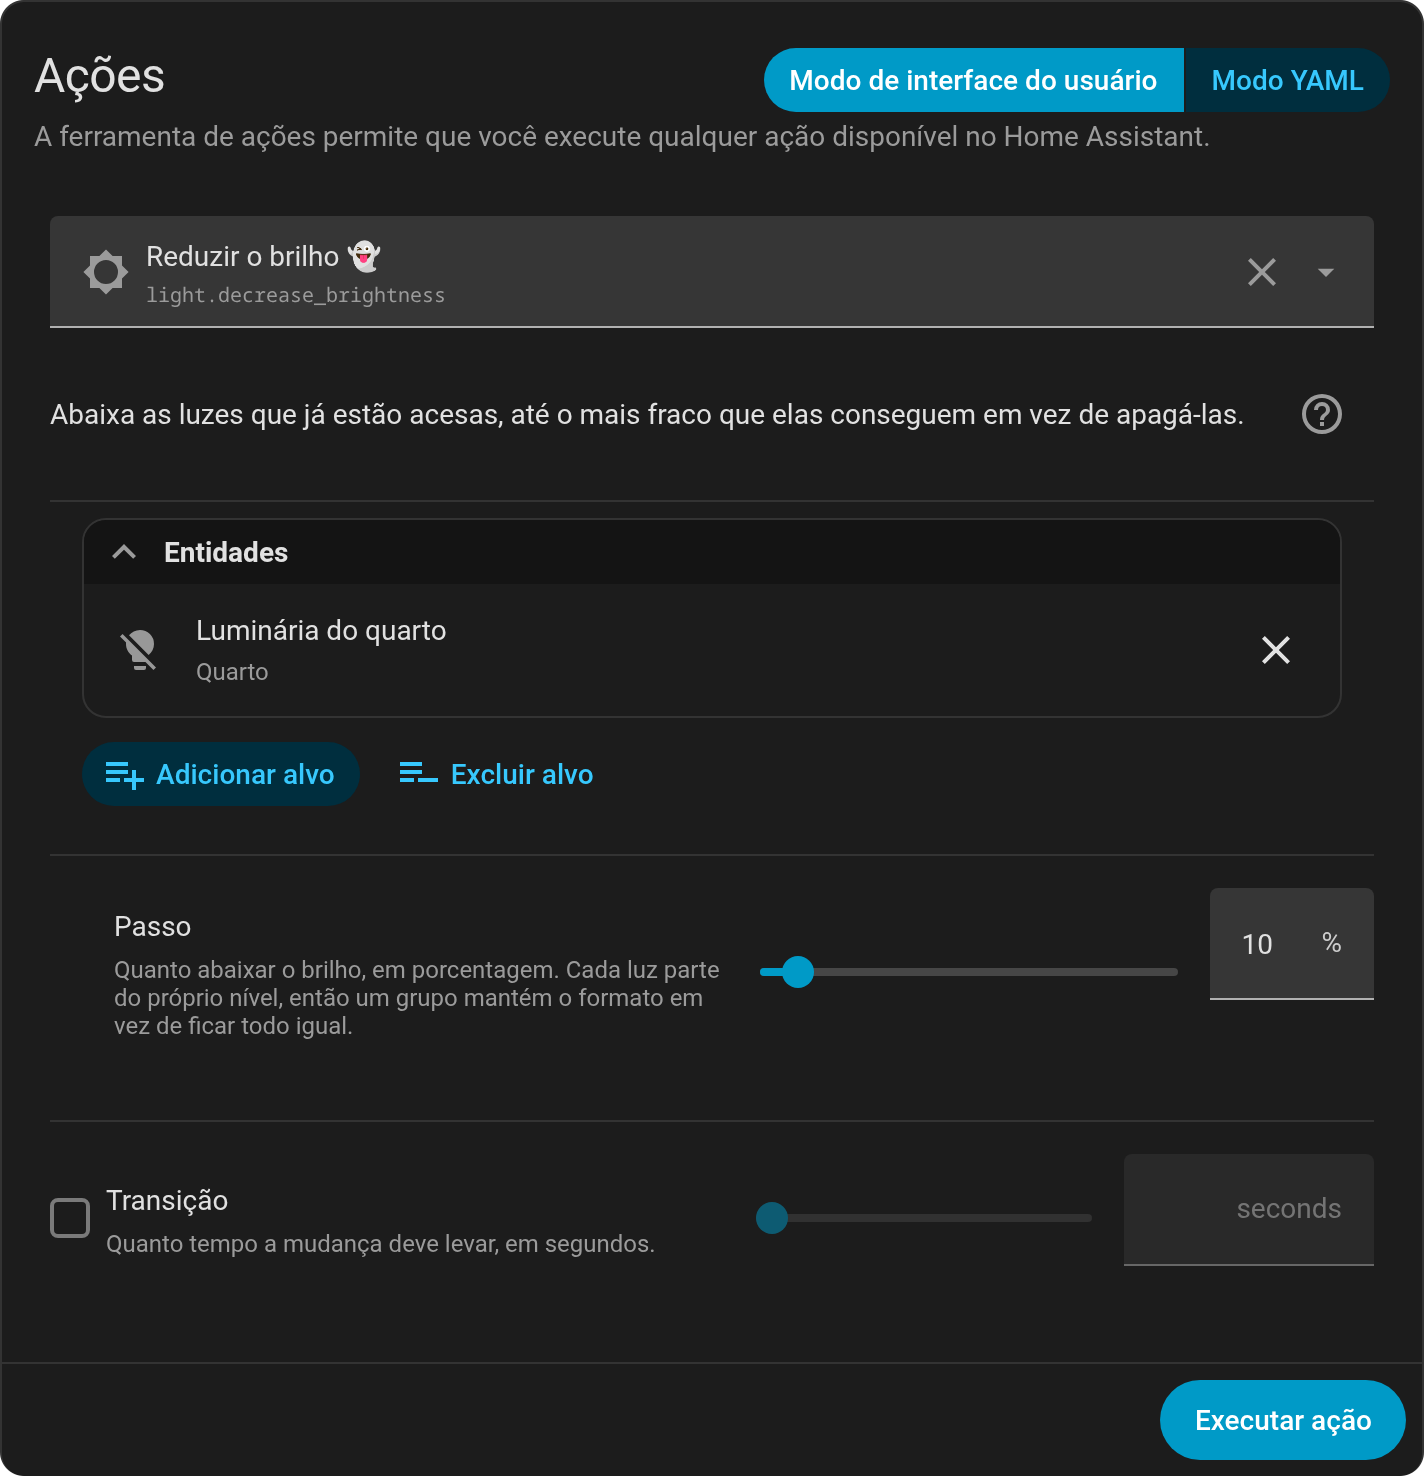 Ações
Modo de interface do usuário
Modo YAML
A ferramenta de ações permite que você execute qualquer ação disponível no Home Assistant.
Reduzir o brilho 👻
light.decrease_brightness
Abaixa as luzes que já estão acesas, até o mais fraco que elas conseguem em vez de apagá-las.
Entidades
Luminária do quarto
Quarto
Adicionar alvo
Excluir alvo
Passo
Quanto abaixar o brilho, em porcentagem. Cada luz parte
do próprio nível, então um grupo mantém o formato em
vez de ficar todo igual.
10 %
Transição
Quanto tempo a mudança deve levar, em segundos.
seconds
Executar ação